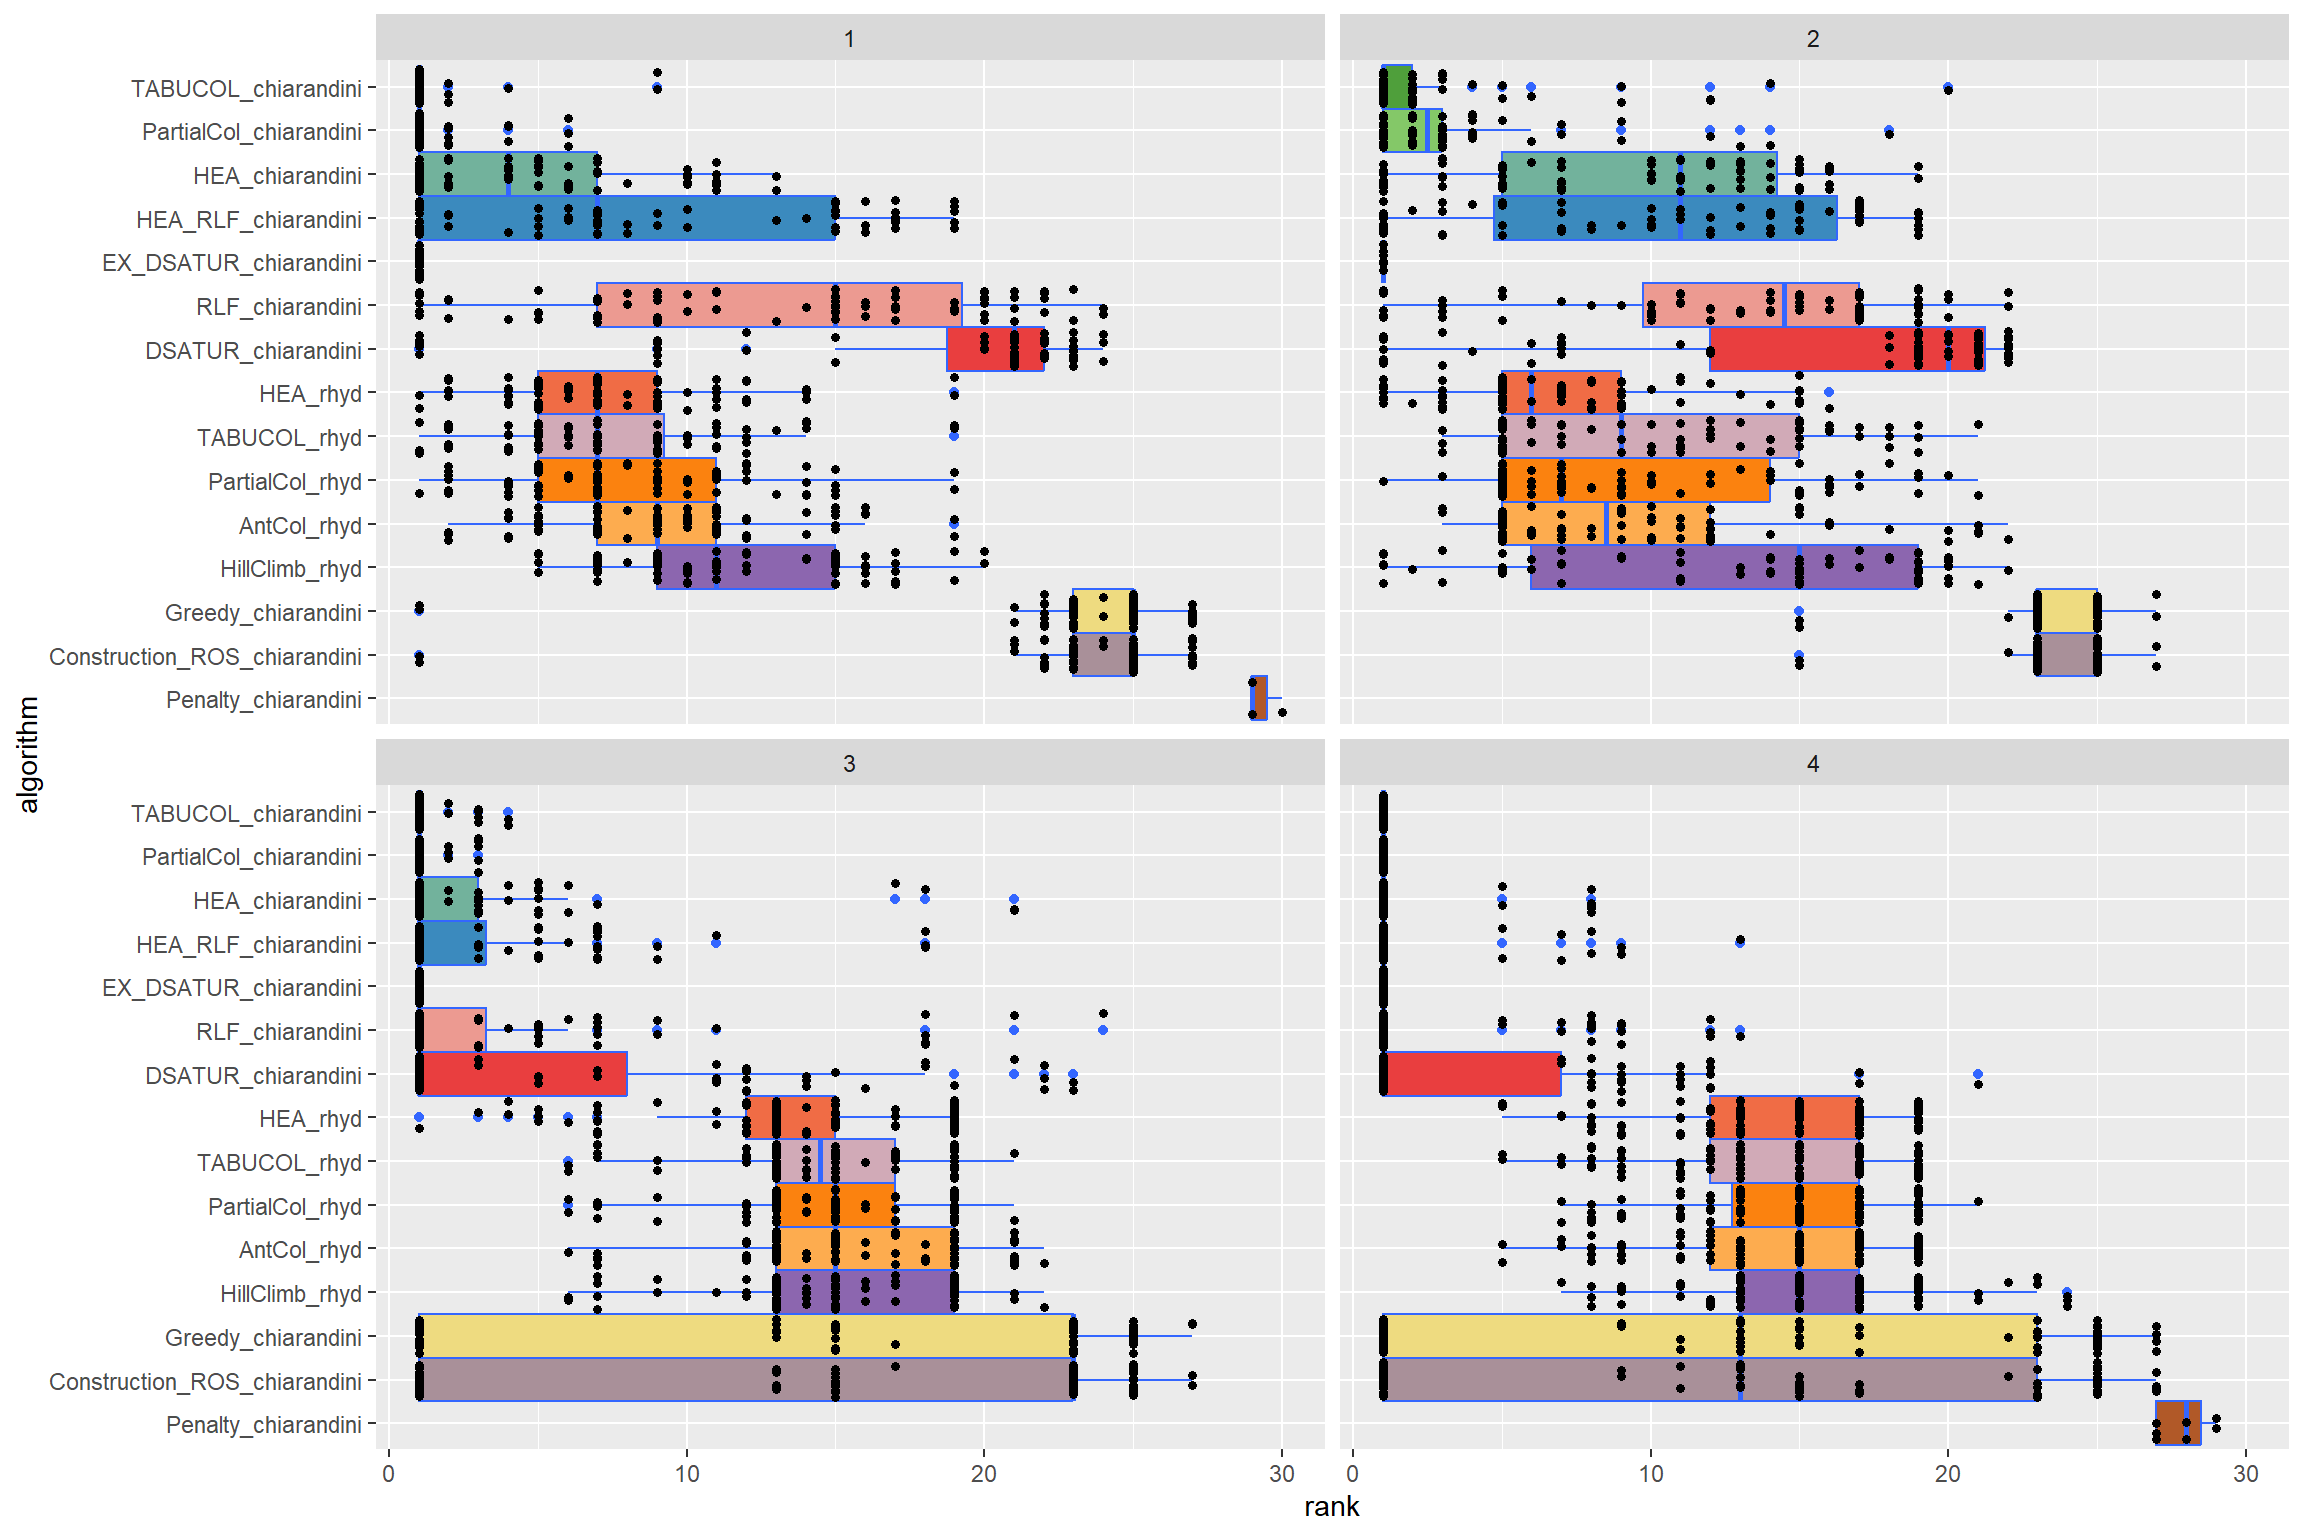 1
2
TABUCOL_chiarandini
PartialCol_chiarandini
HEA_chiarandini
HEA_RLF_chiarandini
EX_DSATUR_chiarandini
RLF_chiarandini
DSATUR_chiarandini
HEA_rhyd
TABUCOL_rhyd
PartialCol_rhyd
AntCol_rhyd
HillClimb_rhyd
Greedy_chiarandini
Construction_ROS_chiarandini
Penalty_chiarandini
algorithm
3
4
TABUCOL_chiarandini
PartialCol_chiarandini
HEA_chiarandini
HEA_RLF_chiarandini
EX_DSATUR_chiarandini
RLF_chiarandini
DSATUR_chiarandini
HEA_rhyd
TABUCOL_rhyd
PartialCol_rhyd
AntCol_rhyd
HillClimb_rhyd
Greedy_chiarandini
Construction_ROS_chiarandini
Penalty_chiarandini
0 10 20 30
0 10 20 30
rank